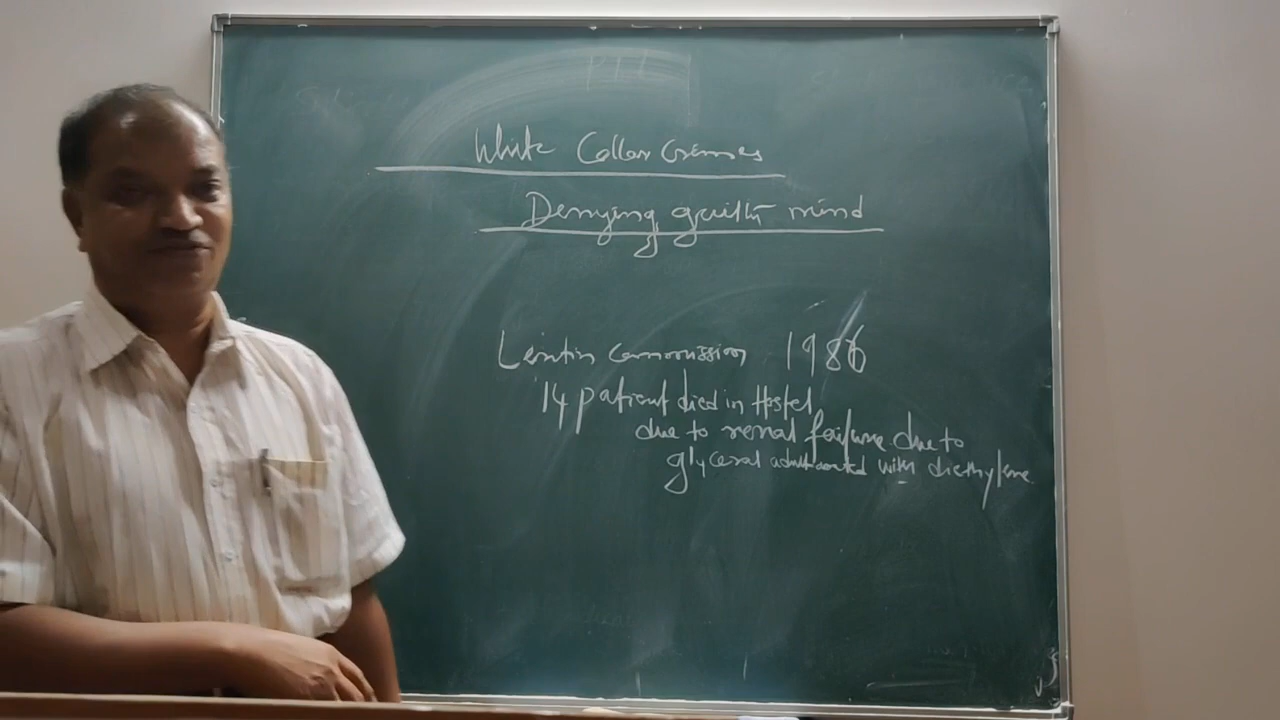 White Collar Crimes
Denying guilty mind
Lentin commission 1986
14 patient died in Hostel
due to renal failure due to
glyceral adulterated with diethylene